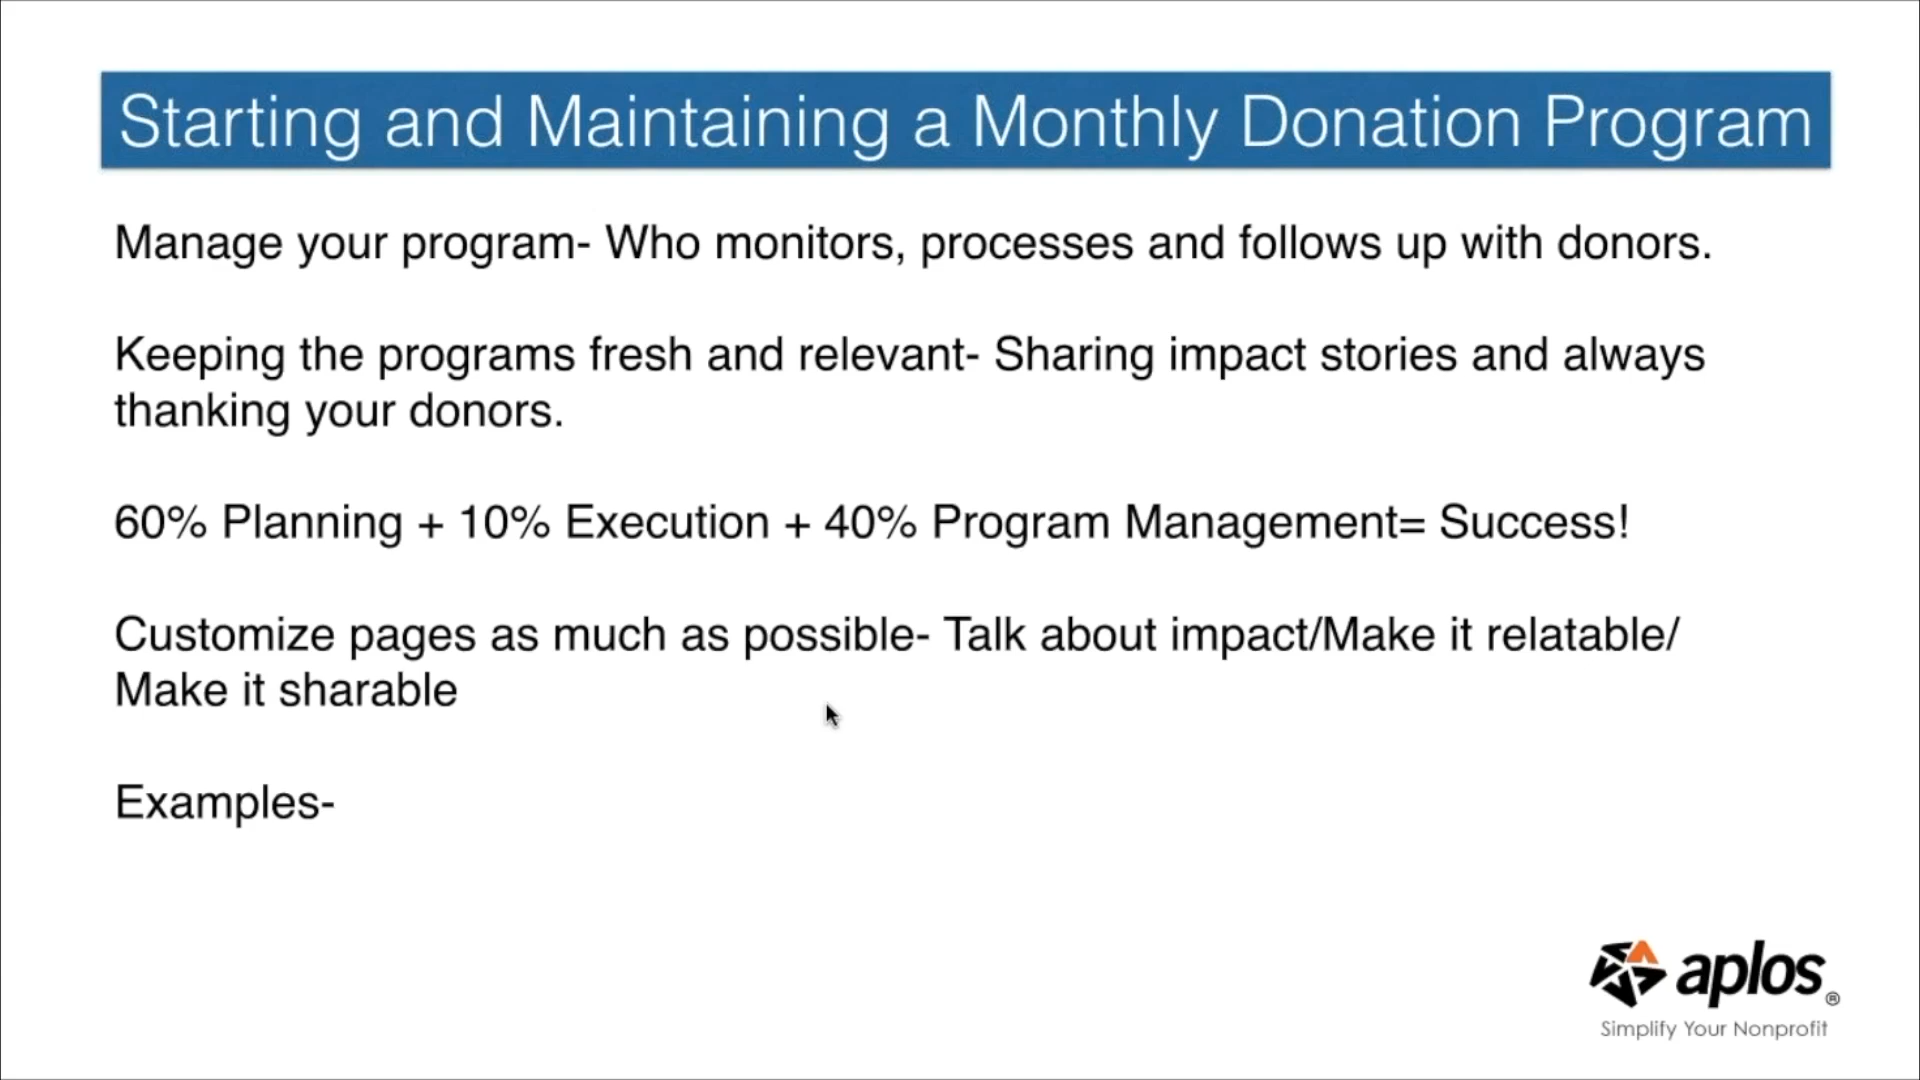 Starting and Maintaining a Monthly Donation Program
Manage your program- Who monitors, processes and follows up with donors.
Keeping the programs fresh and relevant- Sharing impact stories and always
thanking your donors.
60% Planning + 10% Execution + 40% Program Management= Success!
Customize pages as much as possible- Talk about impact/Make it relatable/
Make it sharable
Examples-
aplos®
Simplify Your Nonprofit